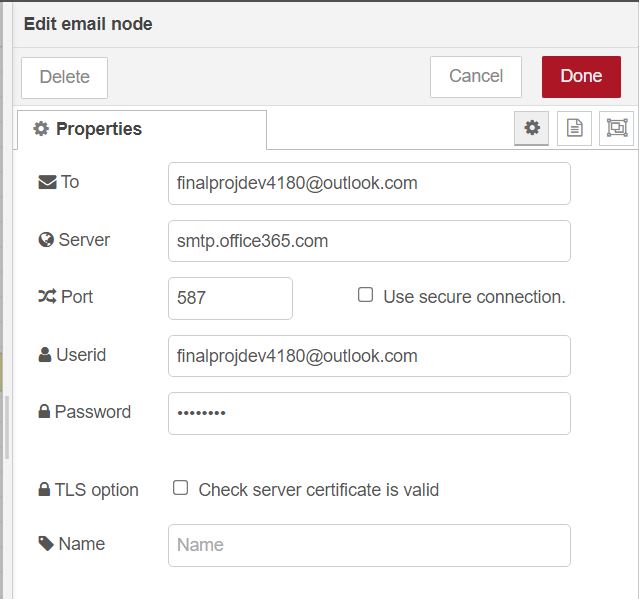 Edit email node
Delete
Cancel
Done
Properties
To
finalprojdev4180@outlook.com
Server
smtp.office365.com
Port
587
Use secure connection.
Userid
finalprojdev4180@outlook.com
Password
••••••••
TLS option
Check server certificate is valid
Name
Name